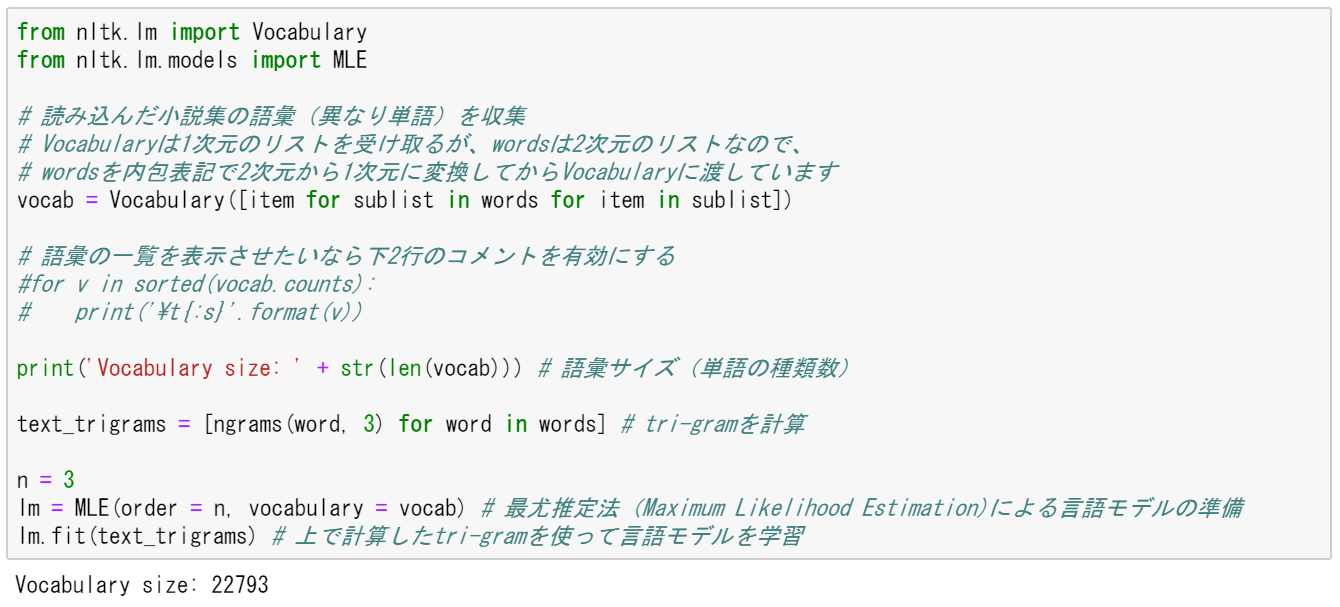 from nltk.lm import Vocabulary
from nltk.lm.models import MLE
# 読み込んだ小説集の語彙（異なり単語）を収集
# Vocabularyは1次元のリストを受け取るが、wordsは2次元のリストなので、
# wordsを内包表記で2次元から1次元に変換してからVocabularyに渡しています
vocab = Vocabulary([item for sublist in words for item in sublist])
# 語彙の一覧を表示させたいなら下2行のコメントを有効にする
#for v in sorted(vocab.counts):
#    print('¥t{:s}'.format(v))
print('Vocabulary size: ' + str(len(vocab))) # 語彙サイズ（単語の種類数）
text_trigrams = [ngrams(word, 3) for word in words] # tri-gramを計算
n = 3
lm = MLE(order = n, vocabulary = vocab) # 最尤推定法 (Maximum Likelihood Estimation)による言語モデルの準備
lm.fit(text_trigrams) # 上で計算したtri-gramを使って言語モデルを学習
Vocabulary size: 22793